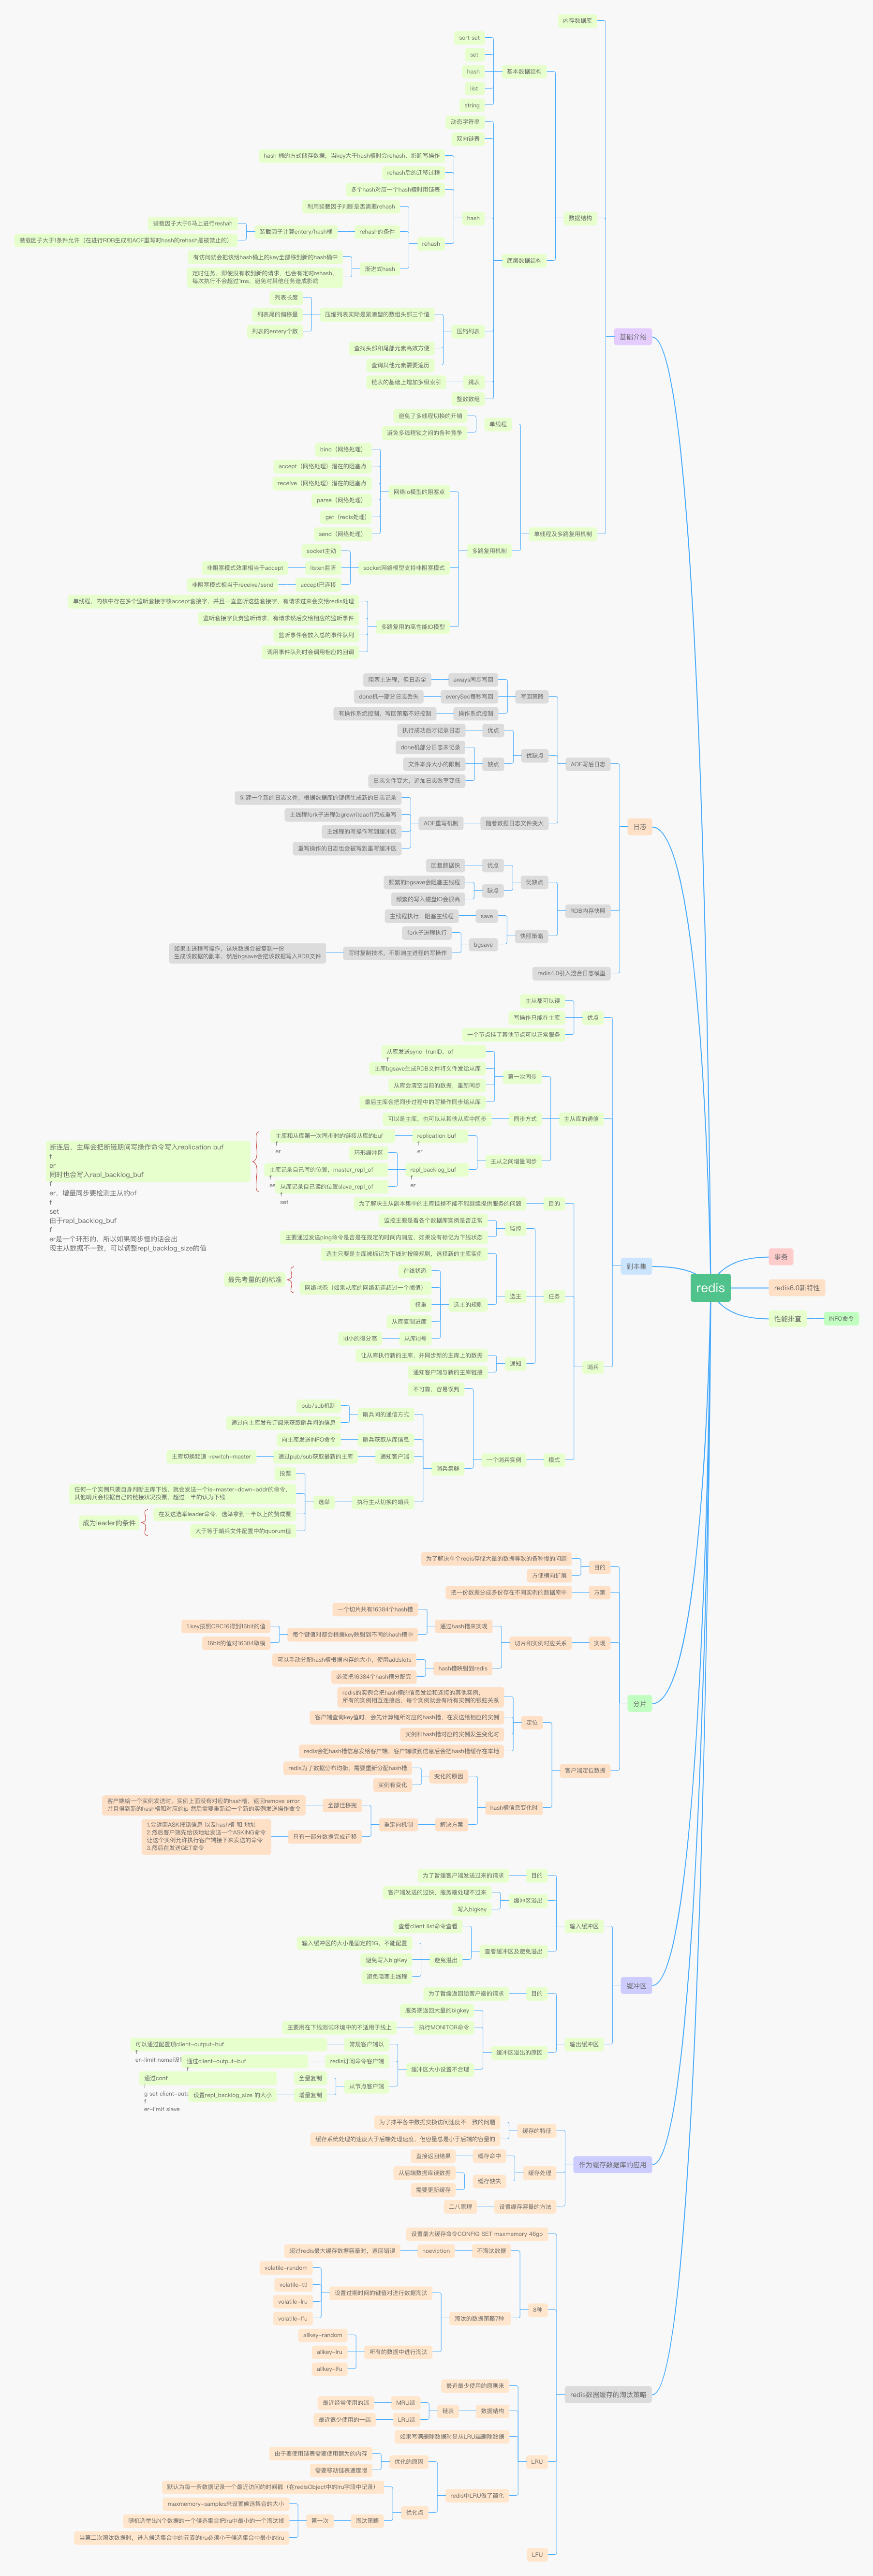 内存数据库
sort set
set
hash
基本数据结构
list
string
动态字符串
双向链表
hash 桶的方式储存数据，当key大于hash槽时会rehash，影响写操作
rehash后的迁移过程
多个hash对应一个hash槽时用链表
利用装载因子判断是否需要rehash
hash
数据结构
装载因子大于5马上进行reshah
装载因子计算entery/hash桶
rehash的条件
装载因子大于1条件允许（在进行RDB生成和AOF重写时hash的rehash是被禁止的）
rehash
有访问就会把该给hash桶上的key全部移到新的hash桶中
渐进式hash
底层数据结构
定时任务，即使没有收到新的请求，也会有定时rehash，
每次执行不会超过1ms，避免对其他任务造成影响
列表长度
列表尾的偏移量
压缩列表实际是紧凑型的数组头部三个值
列表的entery个数
压缩列表
基础介绍
查找头部和尾部元素高效方便
查询其他元素需要遍历
链表的基础上增加多级索引
跳表
整数数组
避免了多线程切换的开销
单线程
避免多线程锁之间的各种竞争
bind（网络处理）
accept（网络处理）潜在的阻塞点
receive（网络处理）潜在的阻塞点
网络io模型的阻塞点
parse（网络处理）
get（redis处理）
send（网络处理）
单线程及多路复用机制
socket主动
多路复用机制
非阻塞模式效果相当于accept
listen监听
socket网络模型支持非阻塞模式
非阻塞模式相当于receive/send
accept已连接
单线程，内核中存在多个监听套接字核accept套接字，并且一直监听这些套接字，有请求过来会交给redis处理
监听套接字负责监听请求，有请求然后交给相应的监听事件
多路复用的高性能IO模型
监听事件会放入总的事件队列
调用事件队列时会调用相应的回调
阻塞主进程，但日志全
aways同步写回
done机一部分日志丢失
everySec每秒写回
写回策略
有操作系统控制，写回策略不好控制
操作系统控制
执行成功后才记录日志
优点
done机部分日志未记录
优缺点
文件本身大小的限制
缺点
AOF写后日志
日志文件变大，追加日志效率变低
创建一个新的日志文件，根据数据库的键值生成新的日志记录
主线程fork子进程(bgrewriteaof)完成重写
AOF重写机制
随着数据日志文件变大
日志
主线程的写操作写到缓冲区
重写操作的日志也会被写到重写缓冲区
回复数据快
优点
频繁的bgsave会阻塞主线程
优缺点
缺点
频繁的写入磁盘IO会很高
RDB内存快照
主线程执行，阻塞主线程
save
fork子进程执行
快照策略
bgsave
如果主进程写操作，这块数据会被复制一份
生成该数据的副本，然后bgsave会把该数据写入RDB文件
写时复制技术，不影响主进程的写操作
redis4.0引入混合日志模型
主从都可以读
写操作只能在主库
优点
一个节点挂了其他节点可以正常服务
从库发送sync（runID，of
f
主库bgsave生成RDB文件将文件发给从库
第一次同步
从库会清空当前的数据，重新同步
最后主库会把同步过程中的写操作同步给从库
可以是主库，也可以从其他从库中同步
同步方式
主从库的通信
主库和从库第一次同步时的链接从库的buf
f
er
replication buf
f
er
断连后，主库会把断链期间写操作命令写入replication buf
f
er
同时也会写入repl_backlog_buf
f
er，增量同步要检测主从的of
f
set
由于repl_backlog_buf
f
er是一个环形的，所以如果同步慢的话会出
现主从数据不一致，可以调整repl_backlog_size的值
环形缓冲区
主从之间增量同步
主库记录自己写的位置，master_repl_of
f
se
repl_backlog_buf
f
er
从库记录自己读的位置slave_repl_of
f
set
为了解决主从副本集中的主库挂掉不能不能继续提供服务的问题
目的
监控主要是看各个数据库实例是否正常
监控
主要通过发送ping命令是否是在规定的时间内响应，如果没有标记为下线状态
选主只要是主库被标记为下线时按照规则，选择新的主库实例
事务
副本集
在线状态
最先考量的的标准
网络状态（如果从库的网络断连超过一个阈值）
redis
redis6.0新特性
选主
任务
权重
选主的规则
从库复制进度
性能排查
INFO命令
id小的得分高
从库id号
让从库执行新的主库，并同步新的主库上的数据
通知
哨兵
通知客户端与新的主库链接
不可靠，容易误判
pub/sub机制
哨兵间的通信方式
通过向主库发布订阅来获取哨兵间的信息
向主库发送INFO命令
哨兵获取从库信息
主库切换频道 +switch-master
通过pub/sub获取最新的主库
通知客户端
哨兵集群
一个哨兵实例
模式
投票
任何一个实例只要自身判断主库下线，就会发送一个is-master-down-addr的命令，
其他哨兵会根据自己的链接状况投票，超过一半的认为下线
选举
执行主从切换的哨兵
在发送选举leader命令，选举拿到一半以上的赞成票
成为leader的条件
大于等于哨兵文件配置中的quorum值
为了解决单个redis存储大量的数据导致的各种慢的问题
目的
方便横向扩展
把一份数据分成多份存在不同实例的数据库中
方案
一个切片共有16384个hash槽
1.key按照CRC16得到16bit的值
通过hash槽来实现
每个键值对都会根据key映射到不同的hash槽中
16bit的值对16384取模
切片和实例对应关系
实现
可以手动分配hash槽根据内存的大小，使用addslots
hash槽映射到redis
必须把16384个hash槽分配完
redis的实例会把hash槽的信息发给和连接的其他实例，
所有的实例相互连接后，每个实例就会有所有实例的银蛇关系
分片
客户端查询key值时，会先计算键所对应的hash槽，在发送给相应的实例
定位
实例和hash槽对应的实例发生变化时
redis会把hash槽信息发给客户端，客户端收到信息后会把hash槽缓存在本地
redis为了数据分布均衡，需要重新分配hash槽
变化的原因
客户端定位数据
实例有变化
客户端给一个实例发送时，实例上面没有对应的hash槽，返回remove error
并且得到新的hash槽和对应的ip 然后需要重新给一个新的实例发送操作命令
全部迁移完
hash槽信息变化时
重定向机制
解决方案
1.会返回ASK报错信息 以及hash槽 和 地址
2.然后客户端先给该地址发送一个ASKING命令
让这个实例允许执行客户端接下来发送的命令
3.然后在发送GET命令
只有一部分数据完成迁移
为了暂缓客户端发送过来的请求
目的
客户端发送的过快，服务端处理不过来
缓冲区溢出
写入bigkey
输入缓冲区
查看client list命令查看
输入缓冲区的大小是固定的1G，不能配置
查看缓冲区及避免溢出
避免写入bigKey
避免溢出
避免阻塞主线程
缓冲区
为了暂缓返回给客户端的请求
目的
服务端返回大量的bigkey
主要用在下线测试环境中的不适用于线上
执行MONITOR命令
输出缓冲区
可以通过配置项client-output-buf
f
er-limit nomal设
常规客户端以
缓冲区溢出的原因
通过client-output-buf
f
redis订阅命令客户端
缓冲区大小设置不合理
通过conf
i
g set client-outp
f
er-limit slave
全量复制
从节点客户端
设置repl_backlog_size 的大小
增量复制
为了抹平各中数据交换访问速度不一致的问题
缓存的特征
缓存系统处理的速度大于后端处理速度，但容量总是小于后端的容量的
直接返回结果
缓存命中
作为缓存数据库的应用
从后端数据库读数据
缓存处理
缓存缺失
需要更新缓存
二八原理
设置缓存容量的方法
设置最大缓存命令CONFIG SET maxmemory 46gb
超过redis最大缓存数据容量时，返回错误
noeviction
不淘汰数据
volatile-random
volatile-ttl
设置过期时间的键值对进行数据淘汰
volatile-lru
8种
volatile-lfu
淘汰的数据策略7种
allkey-random
allkey-lru
所有的数据中进行淘汰
allkey-lfu
最近最少使用的原则来
redis数据缓存的淘汰策略
最近经常使用的端
MRU端
链表
数据结构
最近很少使用的一端
LRU端
如果写满删除数据时是从LRU端删除数据
由于要使用链表需要使用额为的内存
优化的原因
LRU
需要移动链表速度慢
默认为每一条数据记录一个最近访问的时间戳（在redisObject中的lru字段中记录）
redis中LRU做了简化
maxmemory-samples来设置候选集合的大小
优化点
随机选举出N个数据的一个候选集合把lru中最小的一个淘汰掉
第一次
淘汰策略
当第二次淘汰数据时，进入候选集合中的元素的lru必须小于候选集合中最小的lru
LFU